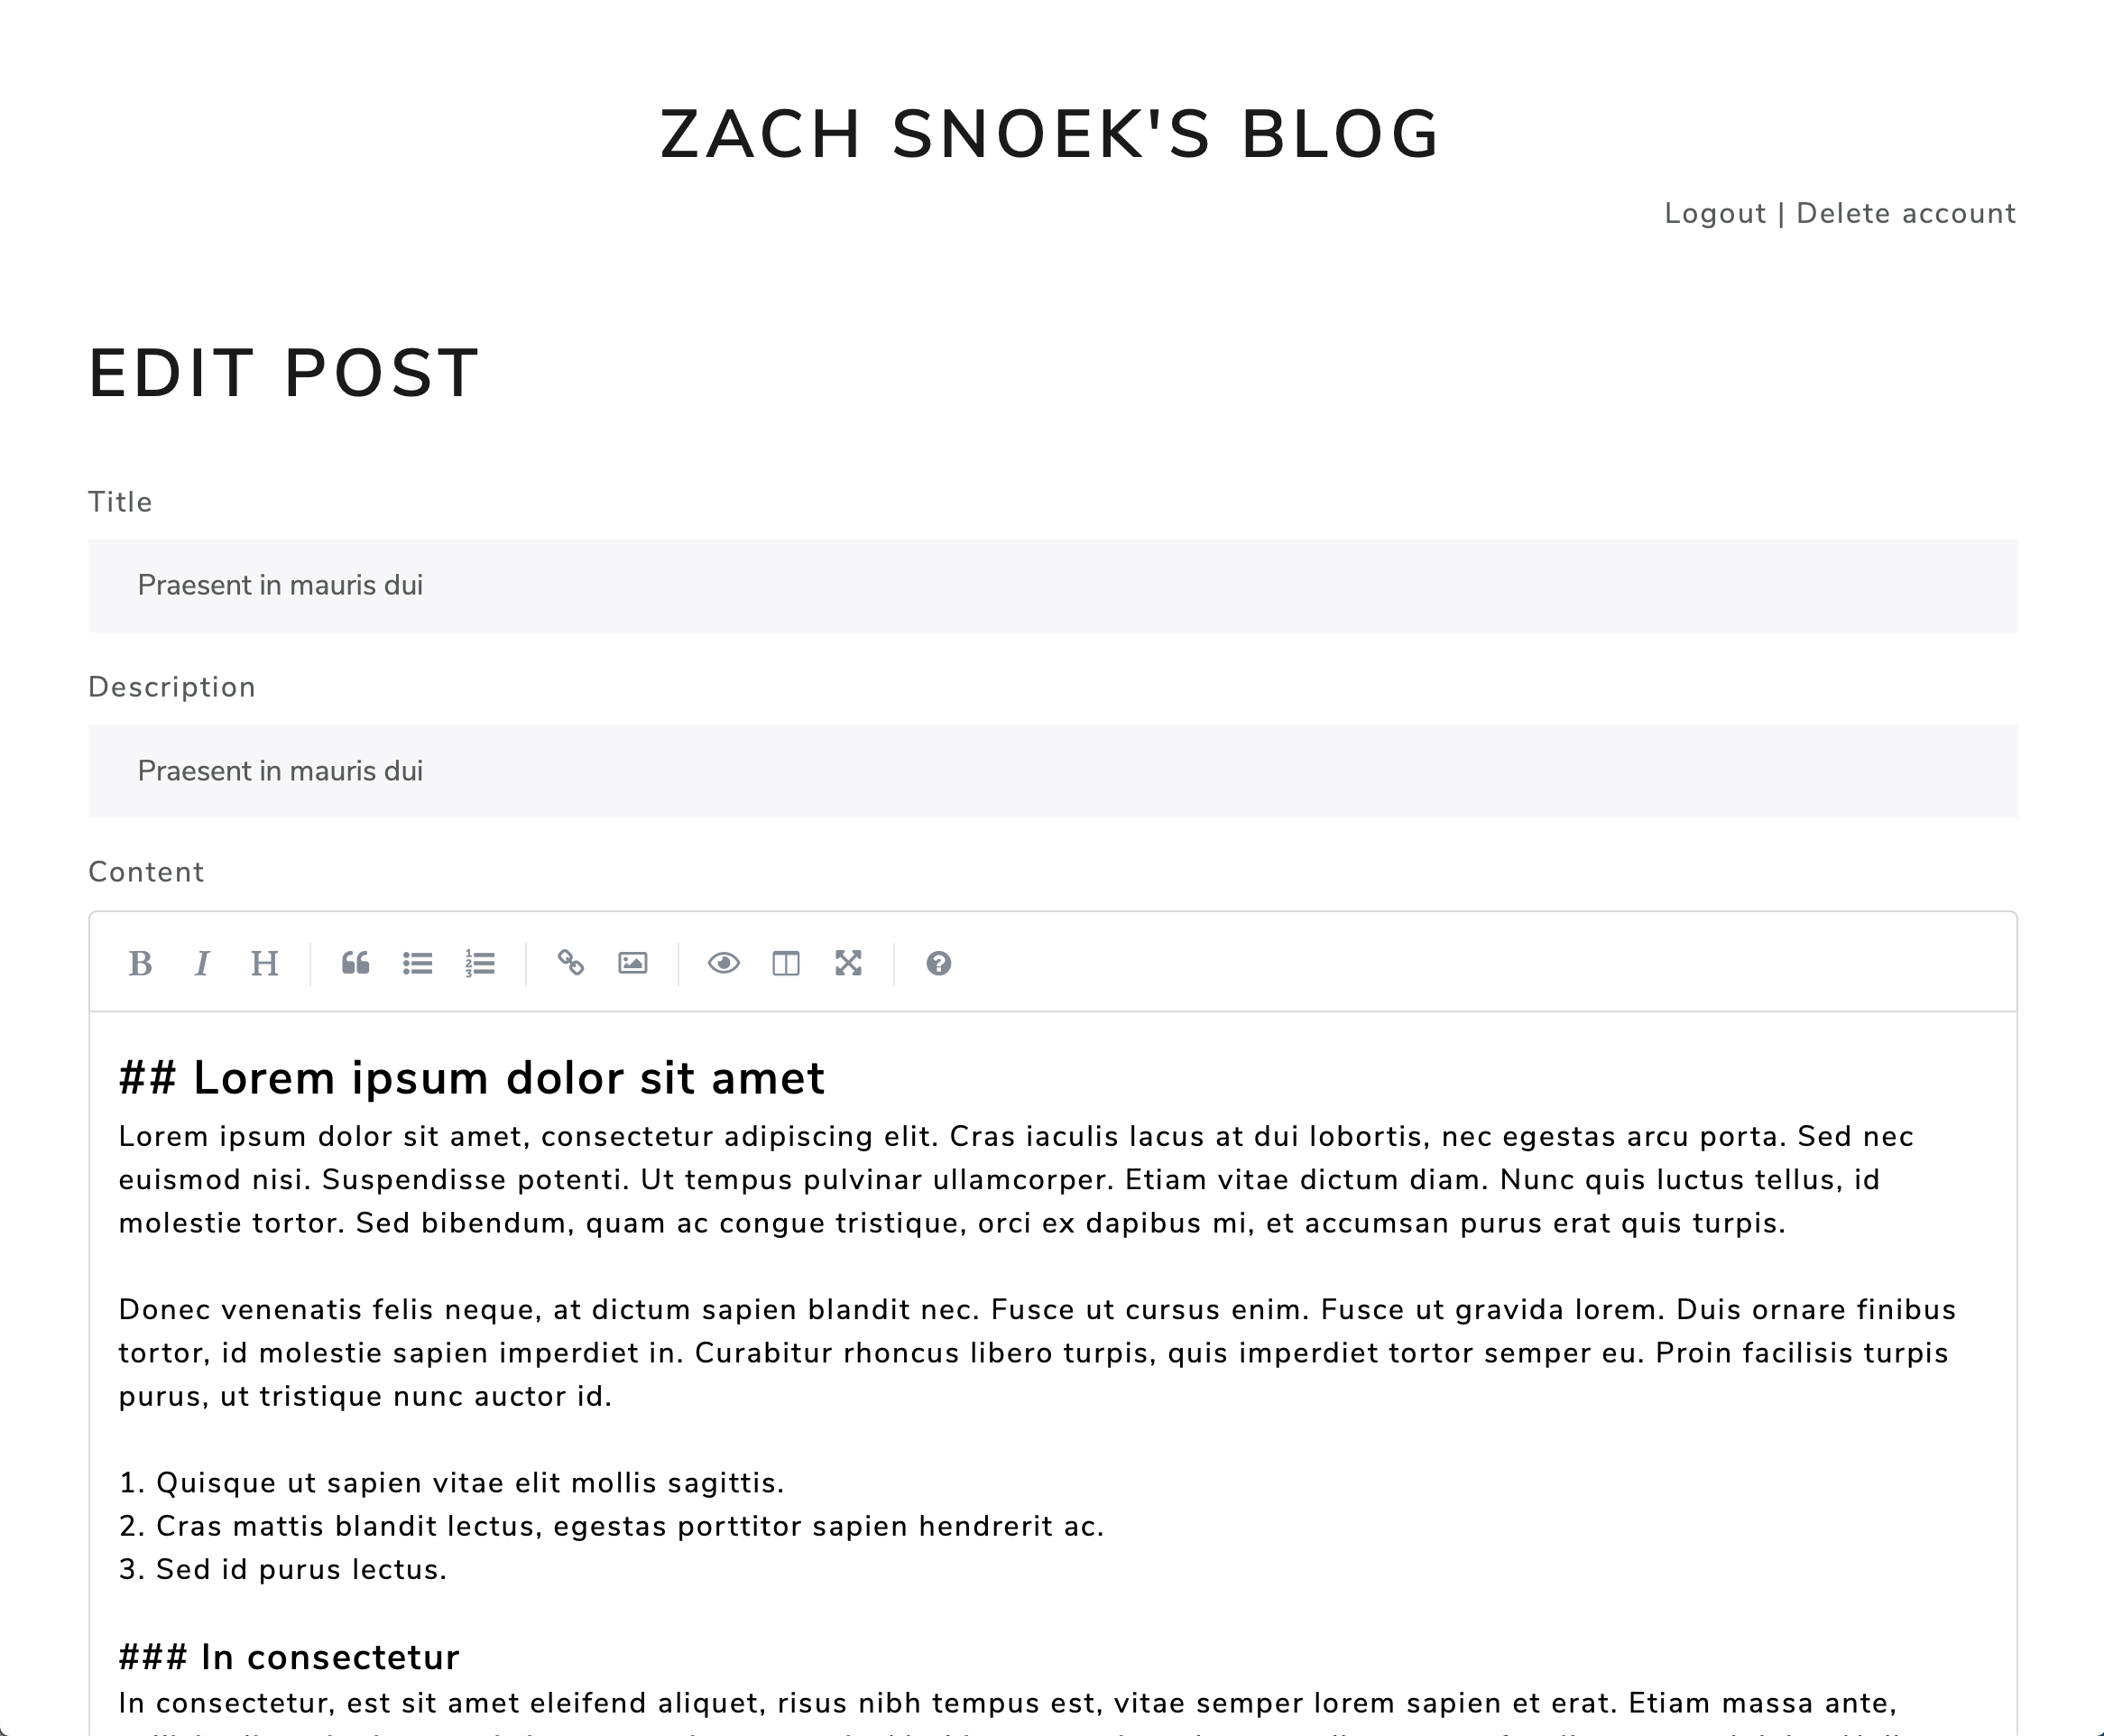 ZACH SNOEK'S BLOG
Logout | Delete account
EDIT POST
Title
Praesent in mauris dui
Description
Praesent in mauris dui
Content
B I H
## Lorem ipsum dolor sit amet
Lorem ipsum dolor sit amet, consectetur adipiscing elit. Cras iaculis lacus at dui lobortis, nec egestas arcu porta. Sed nec
euismod nisi. Suspendisse potenti. Ut tempus pulvinar ullamcorper. Etiam vitae dictum diam. Nunc quis luctus tellus, id
molestie tortor. Sed bibendum, quam ac congue tristique, orci ex dapibus mi, et accumsan purus erat quis turpis.
Donec venenatis felis neque, at dictum sapien blandit nec. Fusce ut cursus enim. Fusce ut gravida lorem. Duis ornare finibus
tortor, id molestie sapien imperdiet in. Curabitur rhoncus libero turpis, quis imperdiet tortor semper eu. Proin facilisis turpis
purus, ut tristique nunc auctor id.
1. Quisque ut sapien vitae elit mollis sagittis.
2. Cras mattis blandit lectus, egestas porttitor sapien hendrerit ac.
3. Sed id purus lectus.
### In consectetur
In consectetur, est sit amet eleifend aliquet, risus nibh tempus est, vitae semper lorem sapien et erat. Etiam massa ante,